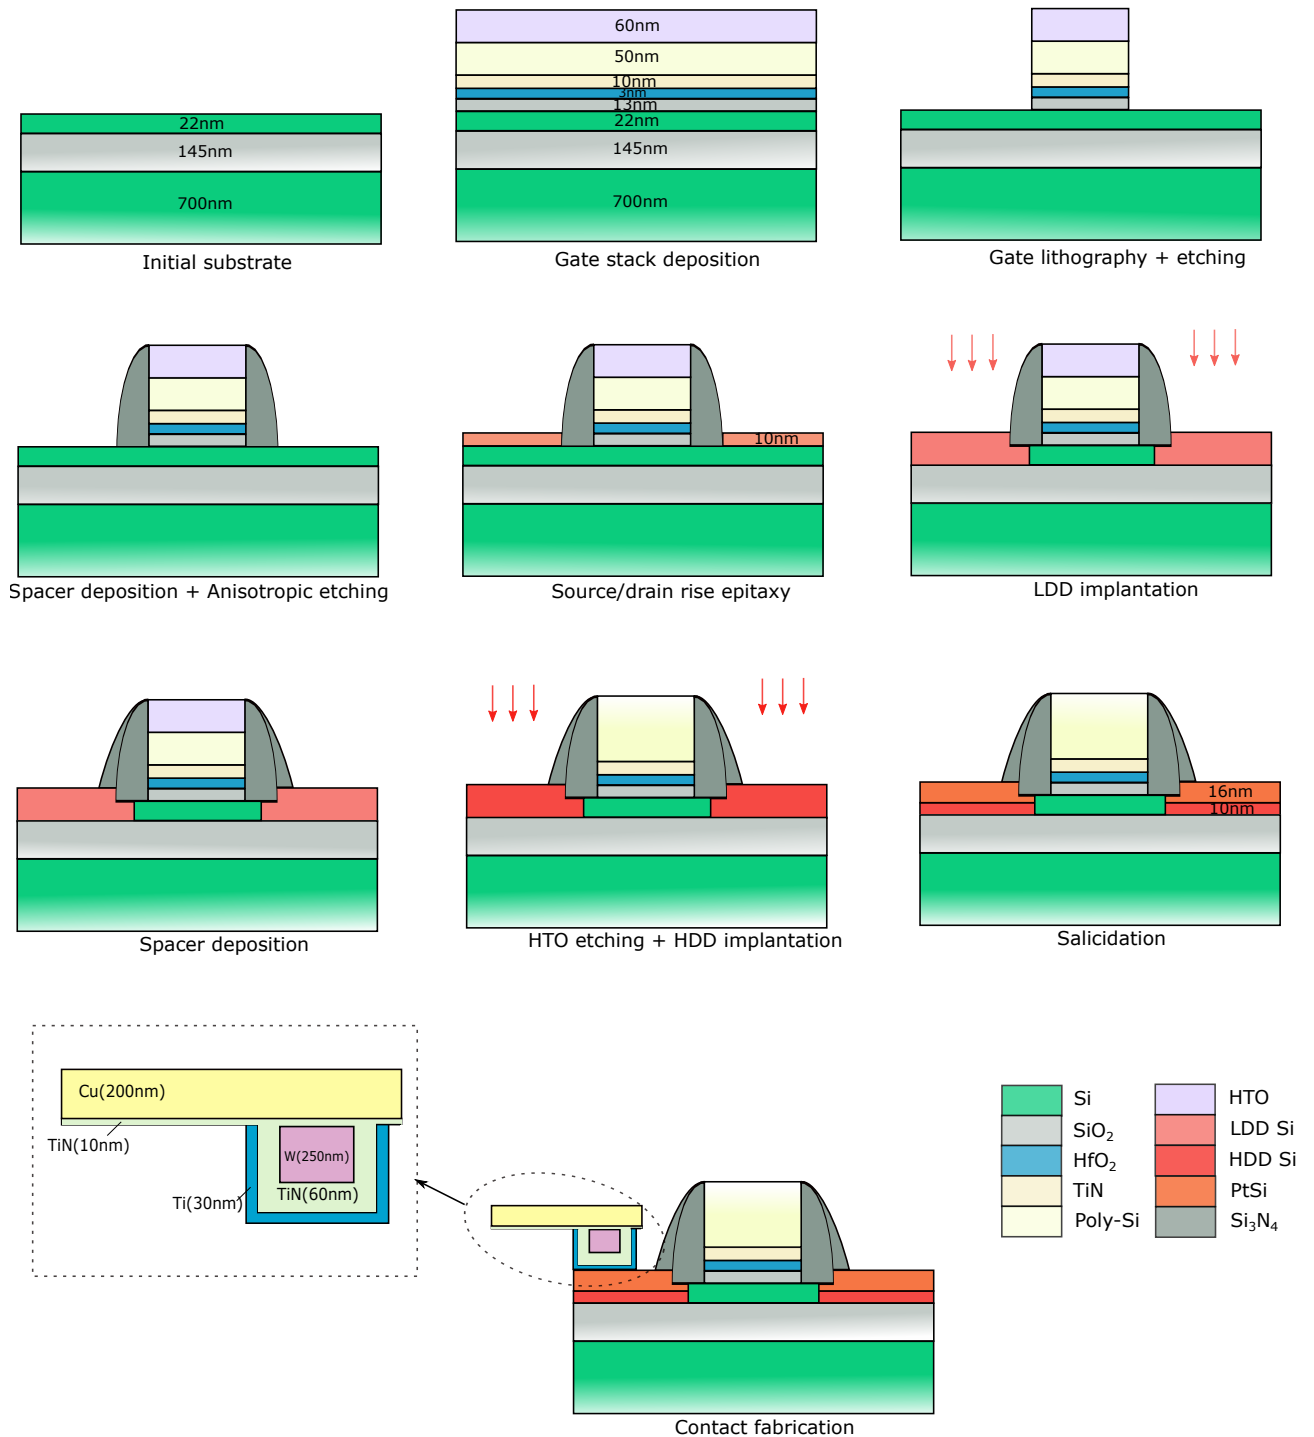 22nm
145nm
700nm
Initial substrate
60nm
50nm
10nm
3nm
13nm
22nm
145nm
700nm
Gate stack deposition
Gate lithography + etching
Spacer deposition + Anisotropic etching
10nm
Source/drain rise epitaxy
LDD implantation
Spacer deposition
HTO etching + HDD implantation
16nm
10nm
Salicidation
Cu(200nm)
TiN(10nm)
W(250nm)
TiN(60nm)
Ti(30nm)
Contact fabrication
Si
SiO₂
HfO₂
TiN
Poly-Si
HTO
LDD Si
HDD Si
PtSi
Si₃N₄